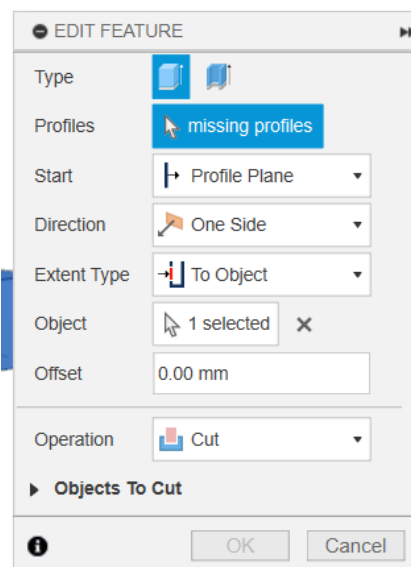 EDIT FEATURE
Type
Profiles missing profiles
Start Profile Plane
Direction One Side
Extent Type To Object
Object 1 selected
Offset 0.00 mm
Operation Cut
Objects To Cut
OK Cancel